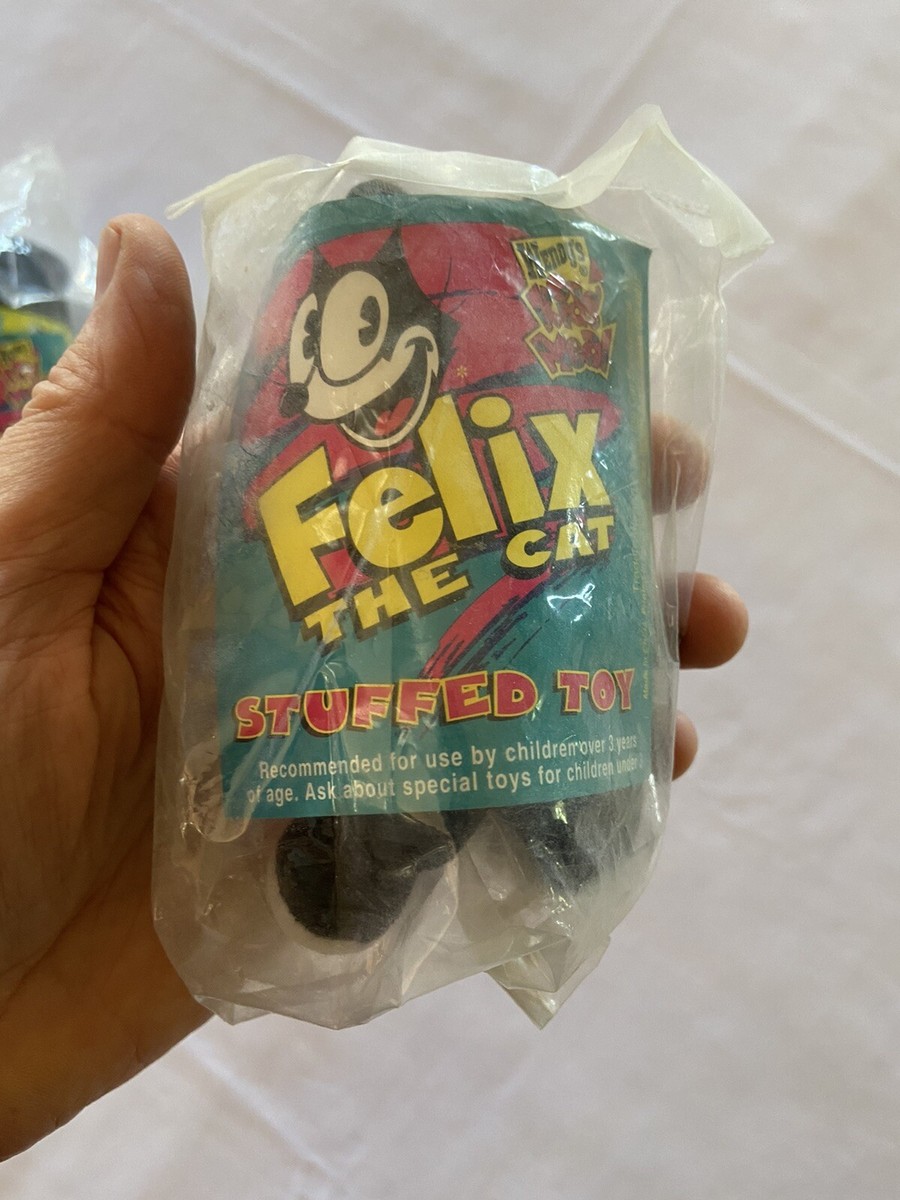 Wendy's
Felix
THE CAT
STUFFED TOY
Recommended for use by children over 3 years
of age. Ask about special toys for children under